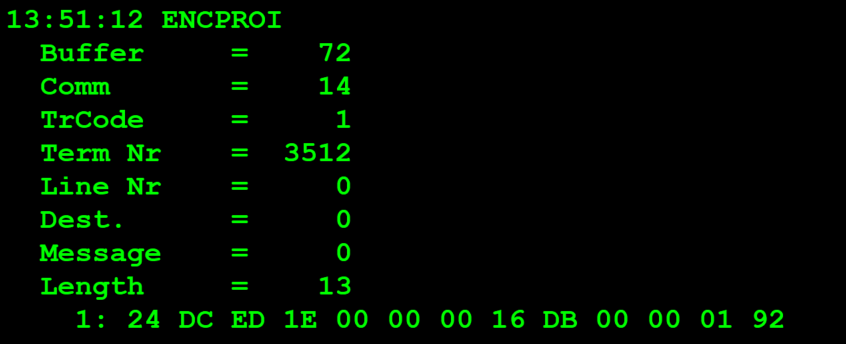 13:51:12 ENCPROI
Buffer = 72
Comm = 14
TrCode = 1
Term Nr = 3512
Line Nr = 0
Dest. = 0
Message = 0
Length = 13
1: 24 DC ED 1E 00 00 00 16 DB 00 00 01 92